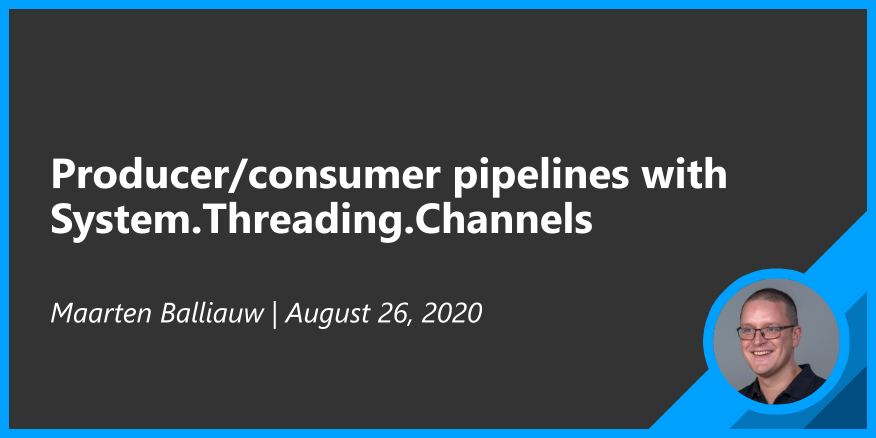 Producer/consumer pipelines with
System.Threading.Channels
Maarten Balliauw | August 26, 2020